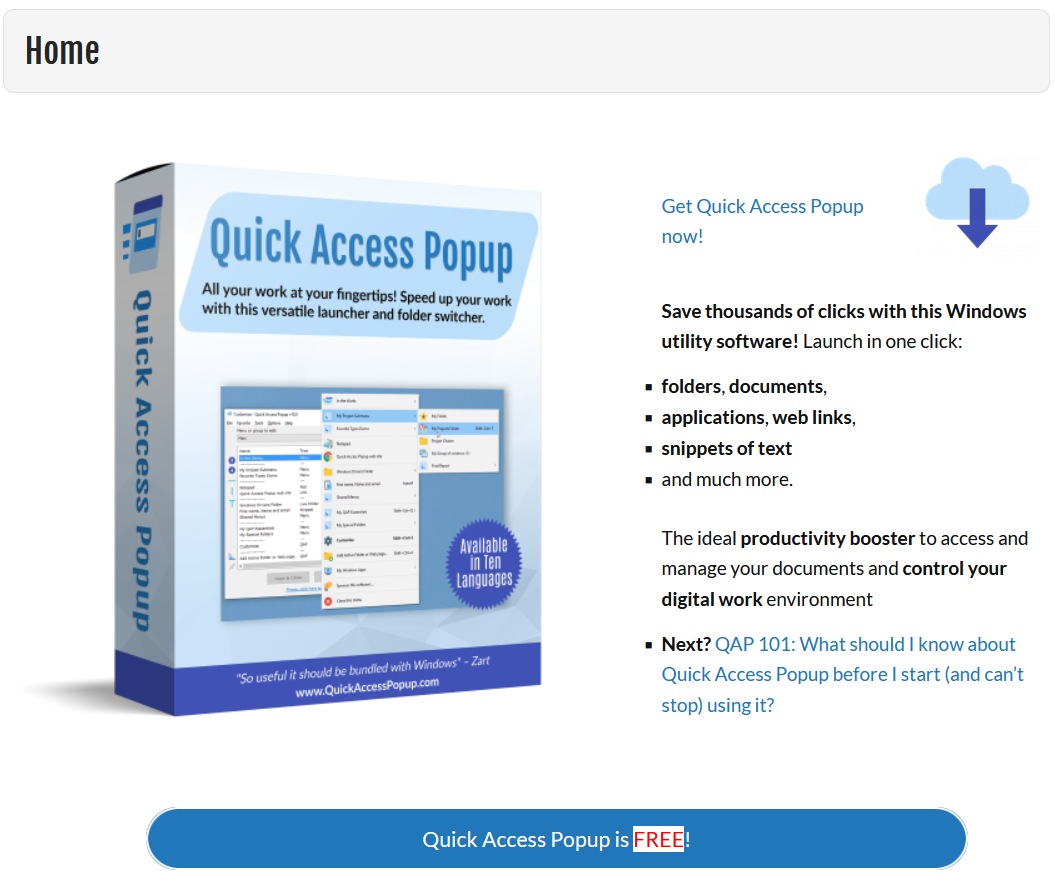 Home
Quick Access Popup
Quick Access Popup
All your work at your fingertips! Speed up your work
with this versatile launcher and folder switcher.
Available
in Ten
Languages
"So useful it should be bundled with Windows" – Zart
www.QuickAccessPopup.com
Get Quick Access Popup
now!
Save thousands of clicks with this Windows
utility software! Launch in one click:
▪ folders, documents,
▪ applications, web links,
▪ snippets of text
▪ and much more.
The ideal productivity booster to access and
manage your documents and control your
digital work environment
▪ Next? QAP 101: What should I know about
Quick Access Popup before I start (and can't
stop) using it?
Quick Access Popup is FREE!